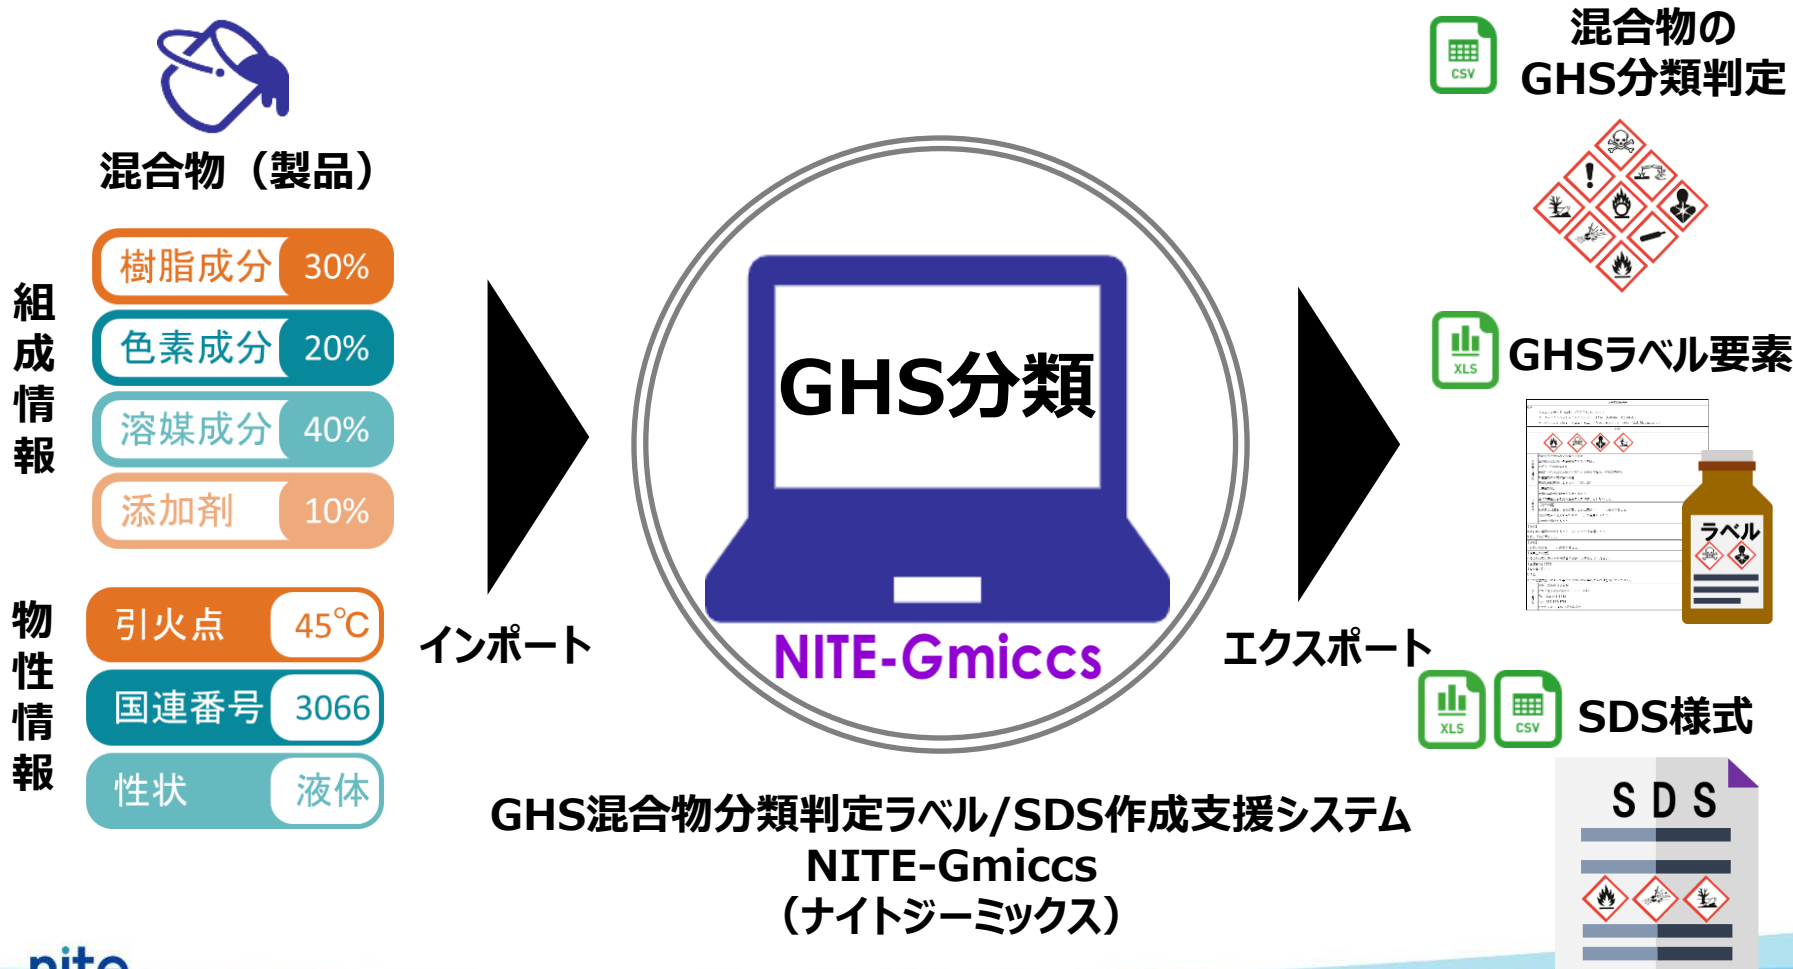 混合物（製品）
組成情報
樹脂成分 30%
色素成分 20%
溶媒成分 40%
添加剤 10%
物性情報
引火点 45℃
国連番号 3066
性状 液体
インポート
GHS分類
NITE-Gmiccs
GHS混合物分類判定ラベル/SDS作成支援システム
NITE-Gmiccs
（ナイトジーミックス）
エクスポート
CSV
混合物の
GHS分類判定
XLS
GHSラベル要素
ラベル
XLS
CSV
SDS様式
SDS
nite